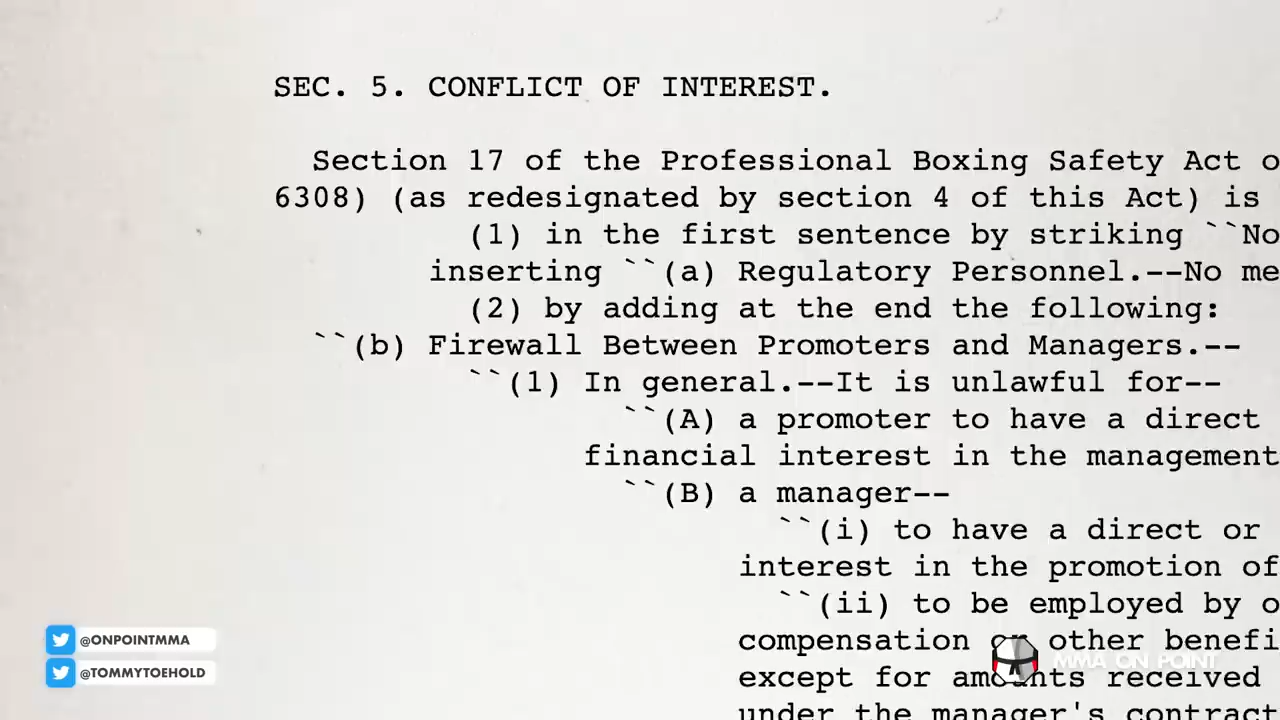 SEC. 5. CONFLICT OF INTEREST.
Section 17 of the Professional Boxing Safety Act o
6308) (as redesignated by section 4 of this Act) is
(1) in the first sentence by striking ``No
inserting ``(a) Regulatory Personnel.--No me
(2) by adding at the end the following:
``(b) Firewall Between Promoters and Managers.--
``(1) In general.--It is unlawful for--
``(A) a promoter to have a direct
financial interest in the management
``(B) a manager--
``(i) to have a direct or
interest in the promotion of
``(ii) to be employed by o
compensation or other benefi
except for amounts received
under the manager's contract
@ONPOINTMMA
@TOMMYTOEHOLD
MMA ON POINT